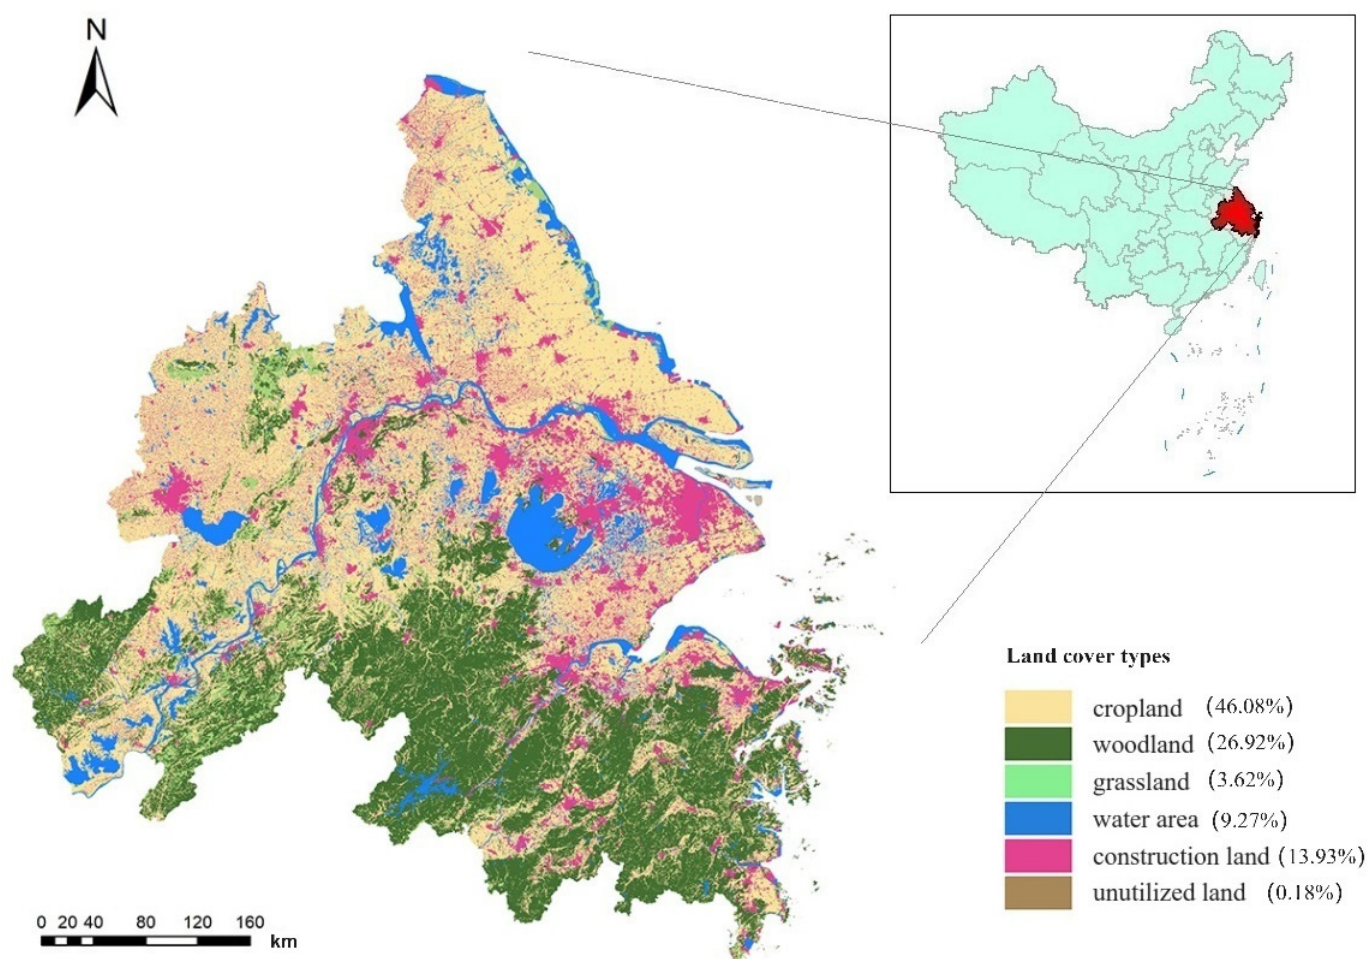 N
Land cover types
cropland (46.08%)
woodland (26.92%)
grassland (3.62%)
water area (9.27%)
construction land (13.93%)
unutilized land (0.18%)
0 20 40 80 120 160
km